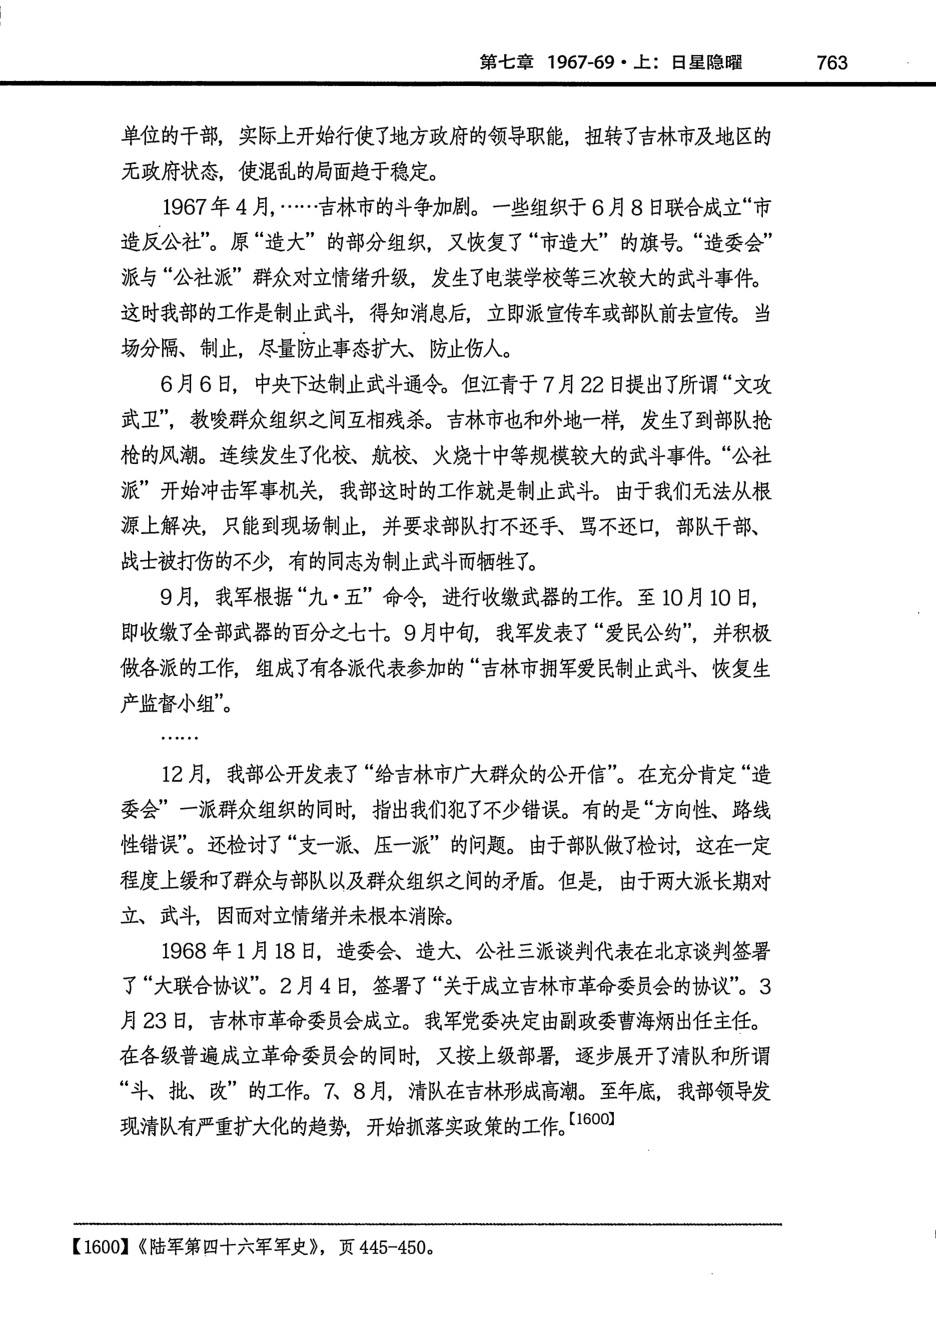 第七章 1967-69·上：日星隐曜 763
单位的干部，实际上开始行使了地方政府的领导职能，扭转了吉林市及地区的
无政府状态，使混乱的局面趋于稳定。
1967年4月，……吉林市的斗争加剧。一些组织于6月8日联合成立“市
造反公社”。原“造大”的部分组织，又恢复了“市造大”的旗号。“造委会”
派与“公社派”群众对立情绪升级，发生了电装学校等三次较大的武斗事件。
这时我部的工作是制止武斗，得知消息后，立即派宣传车或部队前去宣传。当
场分隔、制止，尽量防止事态扩大、防止伤人。
6月6日，中央下达制止武斗通令。但江青于7月22日提出了所谓“文攻
武卫”，教唆群众组织之间互相残杀。吉林市也和外地一样，发生了到部队抢
枪的风潮。连续发生了化校、航校、火烧十中等规模较大的武斗事件。“公社
派”开始冲击军事机关，我部这时的工作就是制止武斗。由于我们无法从根
源上解决，只能到现场制止，并要求部队打不还手、骂不还口，部队干部、
战士被打伤的不少，有的同志为制止武斗而牺牲了。
9月，我军根据“九·五”命令，进行收缴武器的工作。至10月10日，
即收缴了全部武器的百分之七十。9月中旬，我军发表了“爱民公约”，并积极
做各派的工作，组成了有各派代表参加的“吉林市拥军爱民制止武斗、恢复生
产监督小组”。
……
12月，我部公开发表了“给吉林市广大群众的公开信”。在充分肯定“造
委会”一派群众组织的同时，指出我们犯了不少错误。有的是“方向性、路线
性错误”。还检讨了“支一派、压一派”的问题。由于部队做了检讨，这在一定
程度上缓和了群众与部队以及群众组织之间的矛盾。但是，由于两大派长期对
立、武斗，因而对立情绪并未根本消除。
1968年1月18日，造委会、造大、公社三派谈判代表在北京谈判签署
了“大联合协议”。2月4日，签署了“关于成立吉林市革命委员会的协议”。3
月23日，吉林市革命委员会成立。我军党委决定由副政委曹海炳出任主任。
在各级普遍成立革命委员会的同时，又按上级部署，逐步展开了清队和所谓
“斗、批、改”的工作。7、8月，清队在吉林形成高潮。至年底，我部领导发
现清队有严重扩大化的趋势，开始抓落实政策的工作。【1600】
【1600】《陆军第四十六军军史》，页445-450。